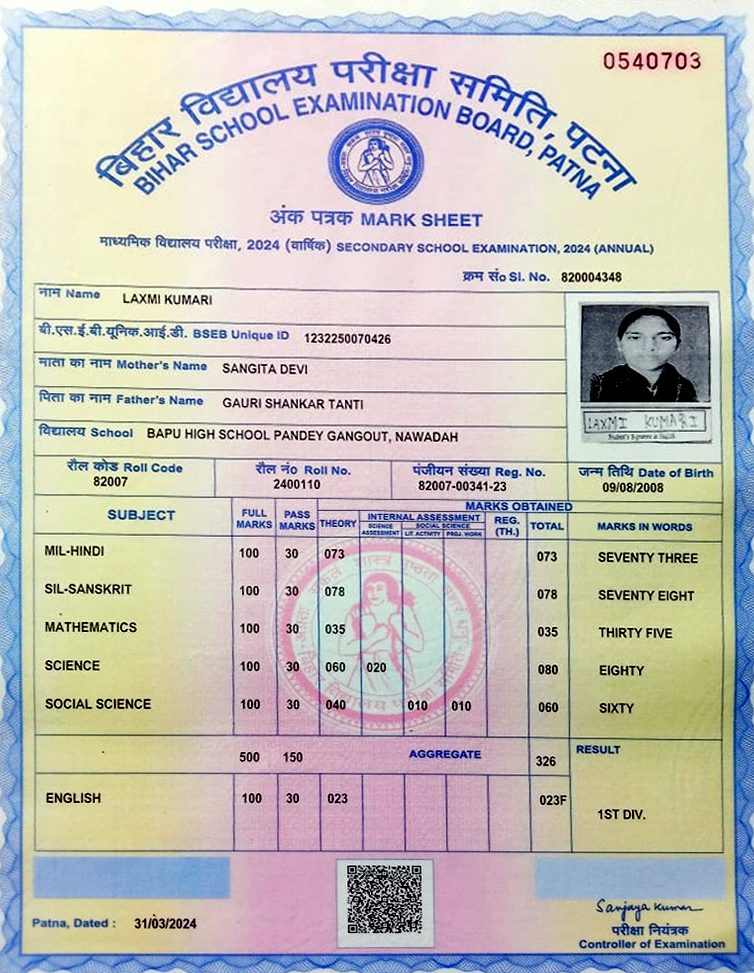 0540703
बिहार विद्यालय परीक्षा समिति, पटना
BIHAR SCHOOL EXAMINATION BOARD, PATNA
अंक पत्रक MARK SHEET
माध्यमिक विद्यालय परीक्षा, 2024 (वार्षिक) SECONDARY SCHOOL EXAMINATION, 2024 (ANNUAL)
क्रम सं० Sl. No. 820004348
नाम Name LAXMI KUMARI
बी.एस.ई.बी.यूनिक.आई.डी. BSEB Unique ID 1232250070426
माता का नाम Mother's Name SANGITA DEVI
पिता का नाम Father's Name GAURI SHANKAR TANTI
LAXMI KUMARI
विद्यालय School BAPU HIGH SCHOOL PANDEY GANGOUT, NAWADAH
रौल कोड Roll Code रौल नं० Roll No. पंजीयन संख्या Reg. No. जन्म तिथि Date of Birth
82007 2400110 82007-00341-23 09/08/2008
SUBJECT FULL MARKS PASS MARKS MARKS OBTAINED
THEORY INTERNAL ASSESSMENT REG. (TH.) TOTAL MARKS IN WORDS
SCIENCE ASSESSMENT SOCIAL SCIENCE
LIT. ACTIVITY PROJ. WORK
MIL-HINDI 100 30 073 073 SEVENTY THREE
SIL-SANSKRIT 100 30 078 078 SEVENTY EIGHT
MATHEMATICS 100 30 035 035 THIRTY FIVE
SCIENCE 100 30 060 020 080 EIGHTY
SOCIAL SCIENCE 100 30 040 010 010 060 SIXTY
500 150 AGGREGATE 326 RESULT
ENGLISH 100 30 023 023F
1ST DIV.
Patna, Dated : 31/03/2024
Sanjaya Kumar
परीक्षा नियंत्रक
Controller of Examination